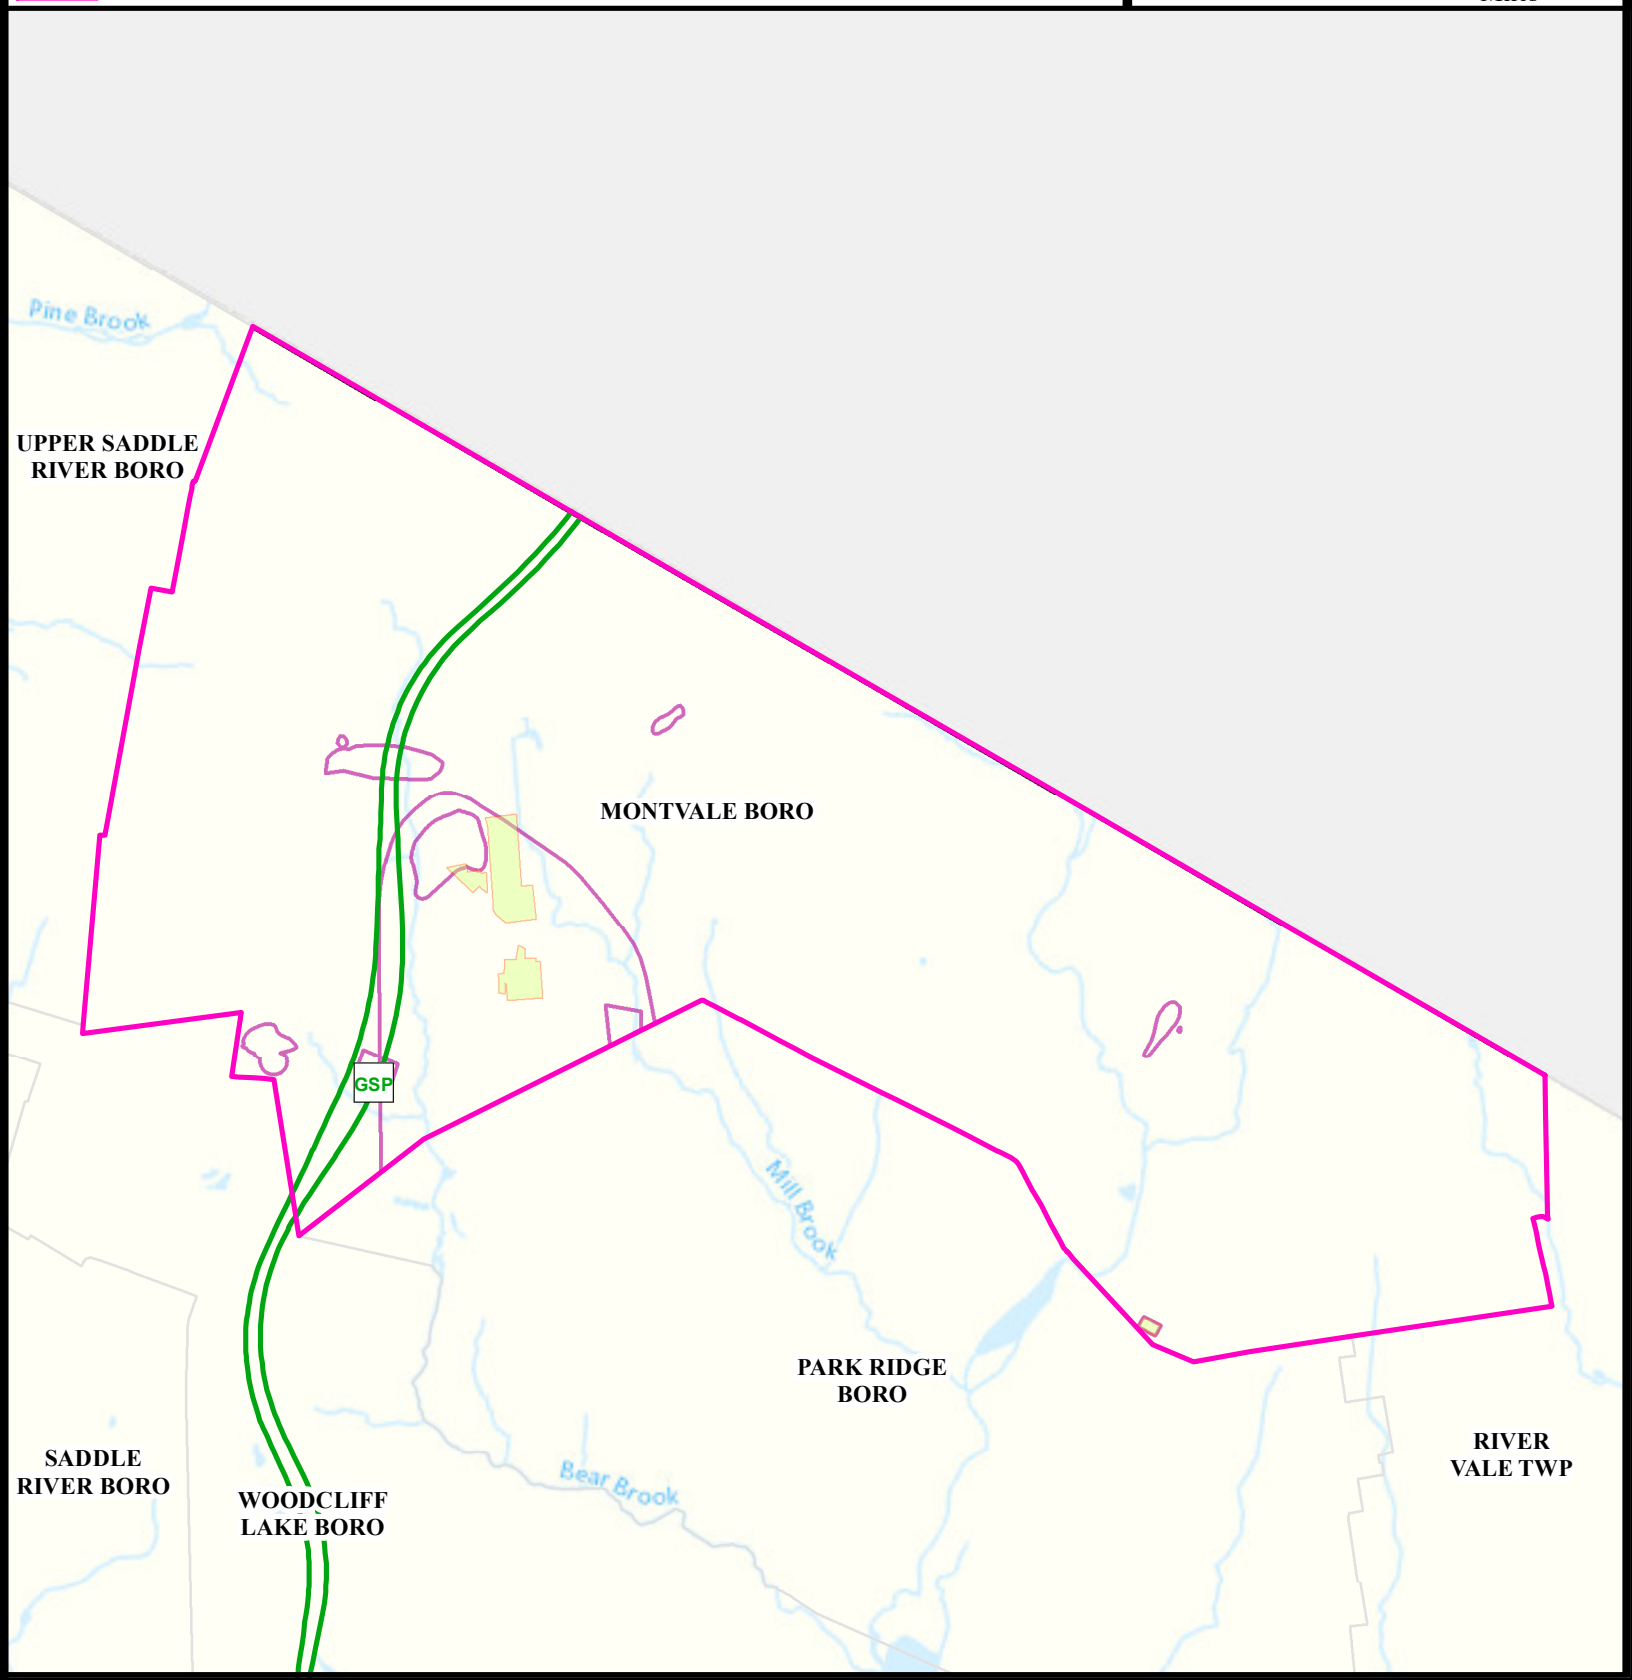 Pine Brook
UPPER SADDLE
RIVER BORO
MONTVALE BORO
GSP
Mill Brook
PARK RIDGE
BORO
RIVER
VALE TWP
SADDLE
RIVER BORO
Bear Brook
WOODCLIFF
LAKE BORO